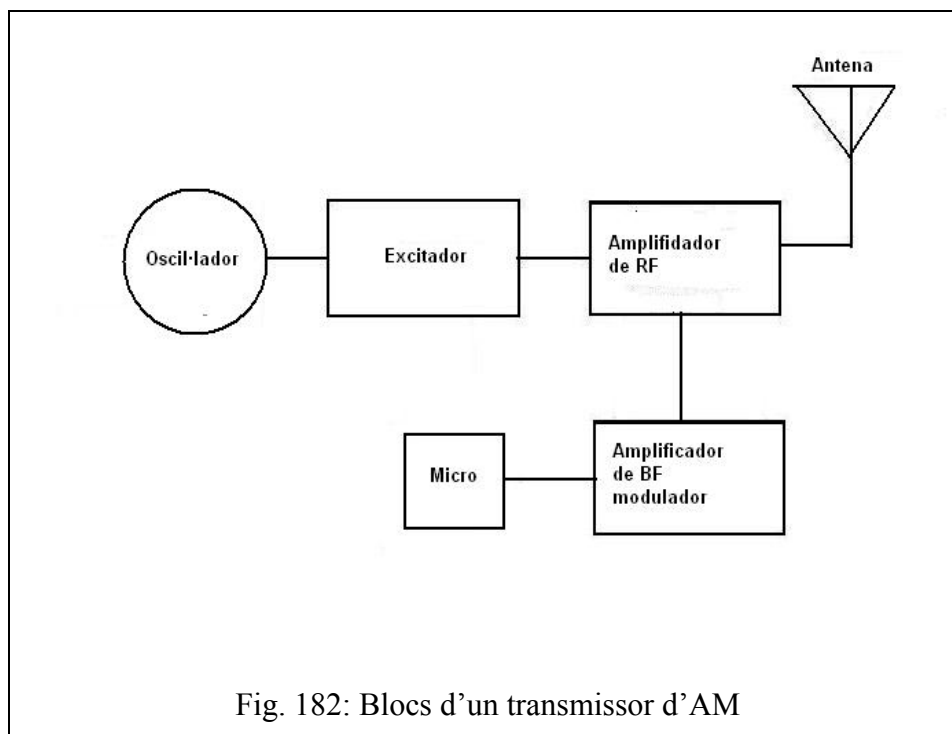 Antena
Oscil·lador
Excitador
Amplifidador
de RF
Micro
Amplificador
de BF
modulador
Fig. 182: Blocs d’un transmissor d’AM